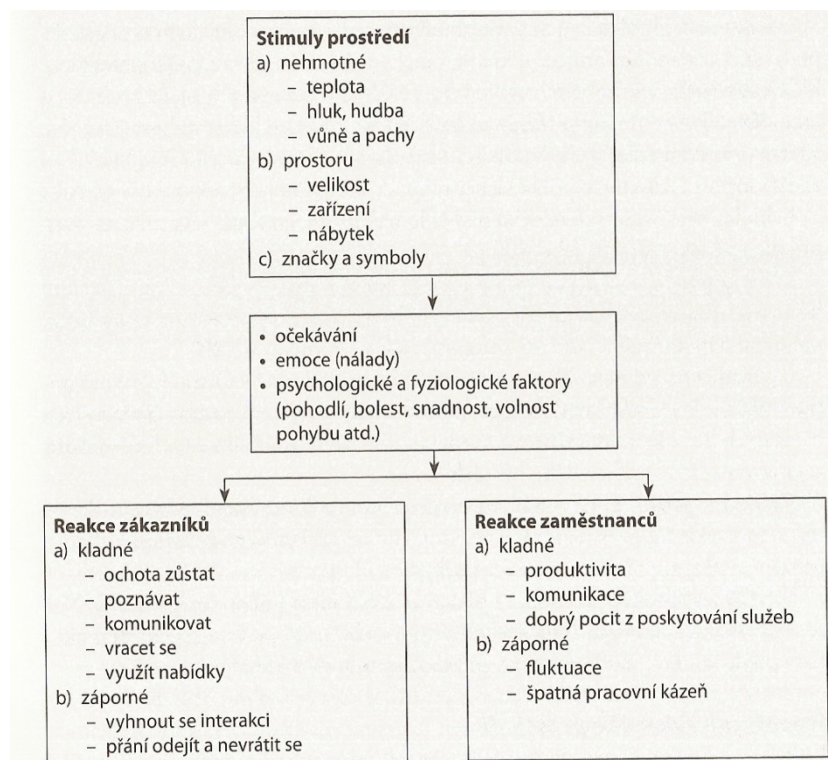 Stimuly prostředí
a) nehmotné
– teplota
– hluk, hudba
– vůně a pachy
b) prostoru
– velikost
– zařízení
– nábytek
c) značky a symboly
• očekávání
• emoce (nálady)
• psychologické a fyziologické faktory
(pohodlí, bolest, snadnost, volnost
pohybu atd.)
Reakce zákazníků
a) kladné
– ochota zůstat
– poznávat
– komunikovat
– vracet se
– využít nabídky
b) záporné
– vyhnout se interakci
– přání odejít a nevrátit se
Reakce zaměstnanců
a) kladné
– produktivita
– komunikace
– dobrý pocit z poskytování služeb
b) záporné
– fluktuace
– špatná pracovní kázeň